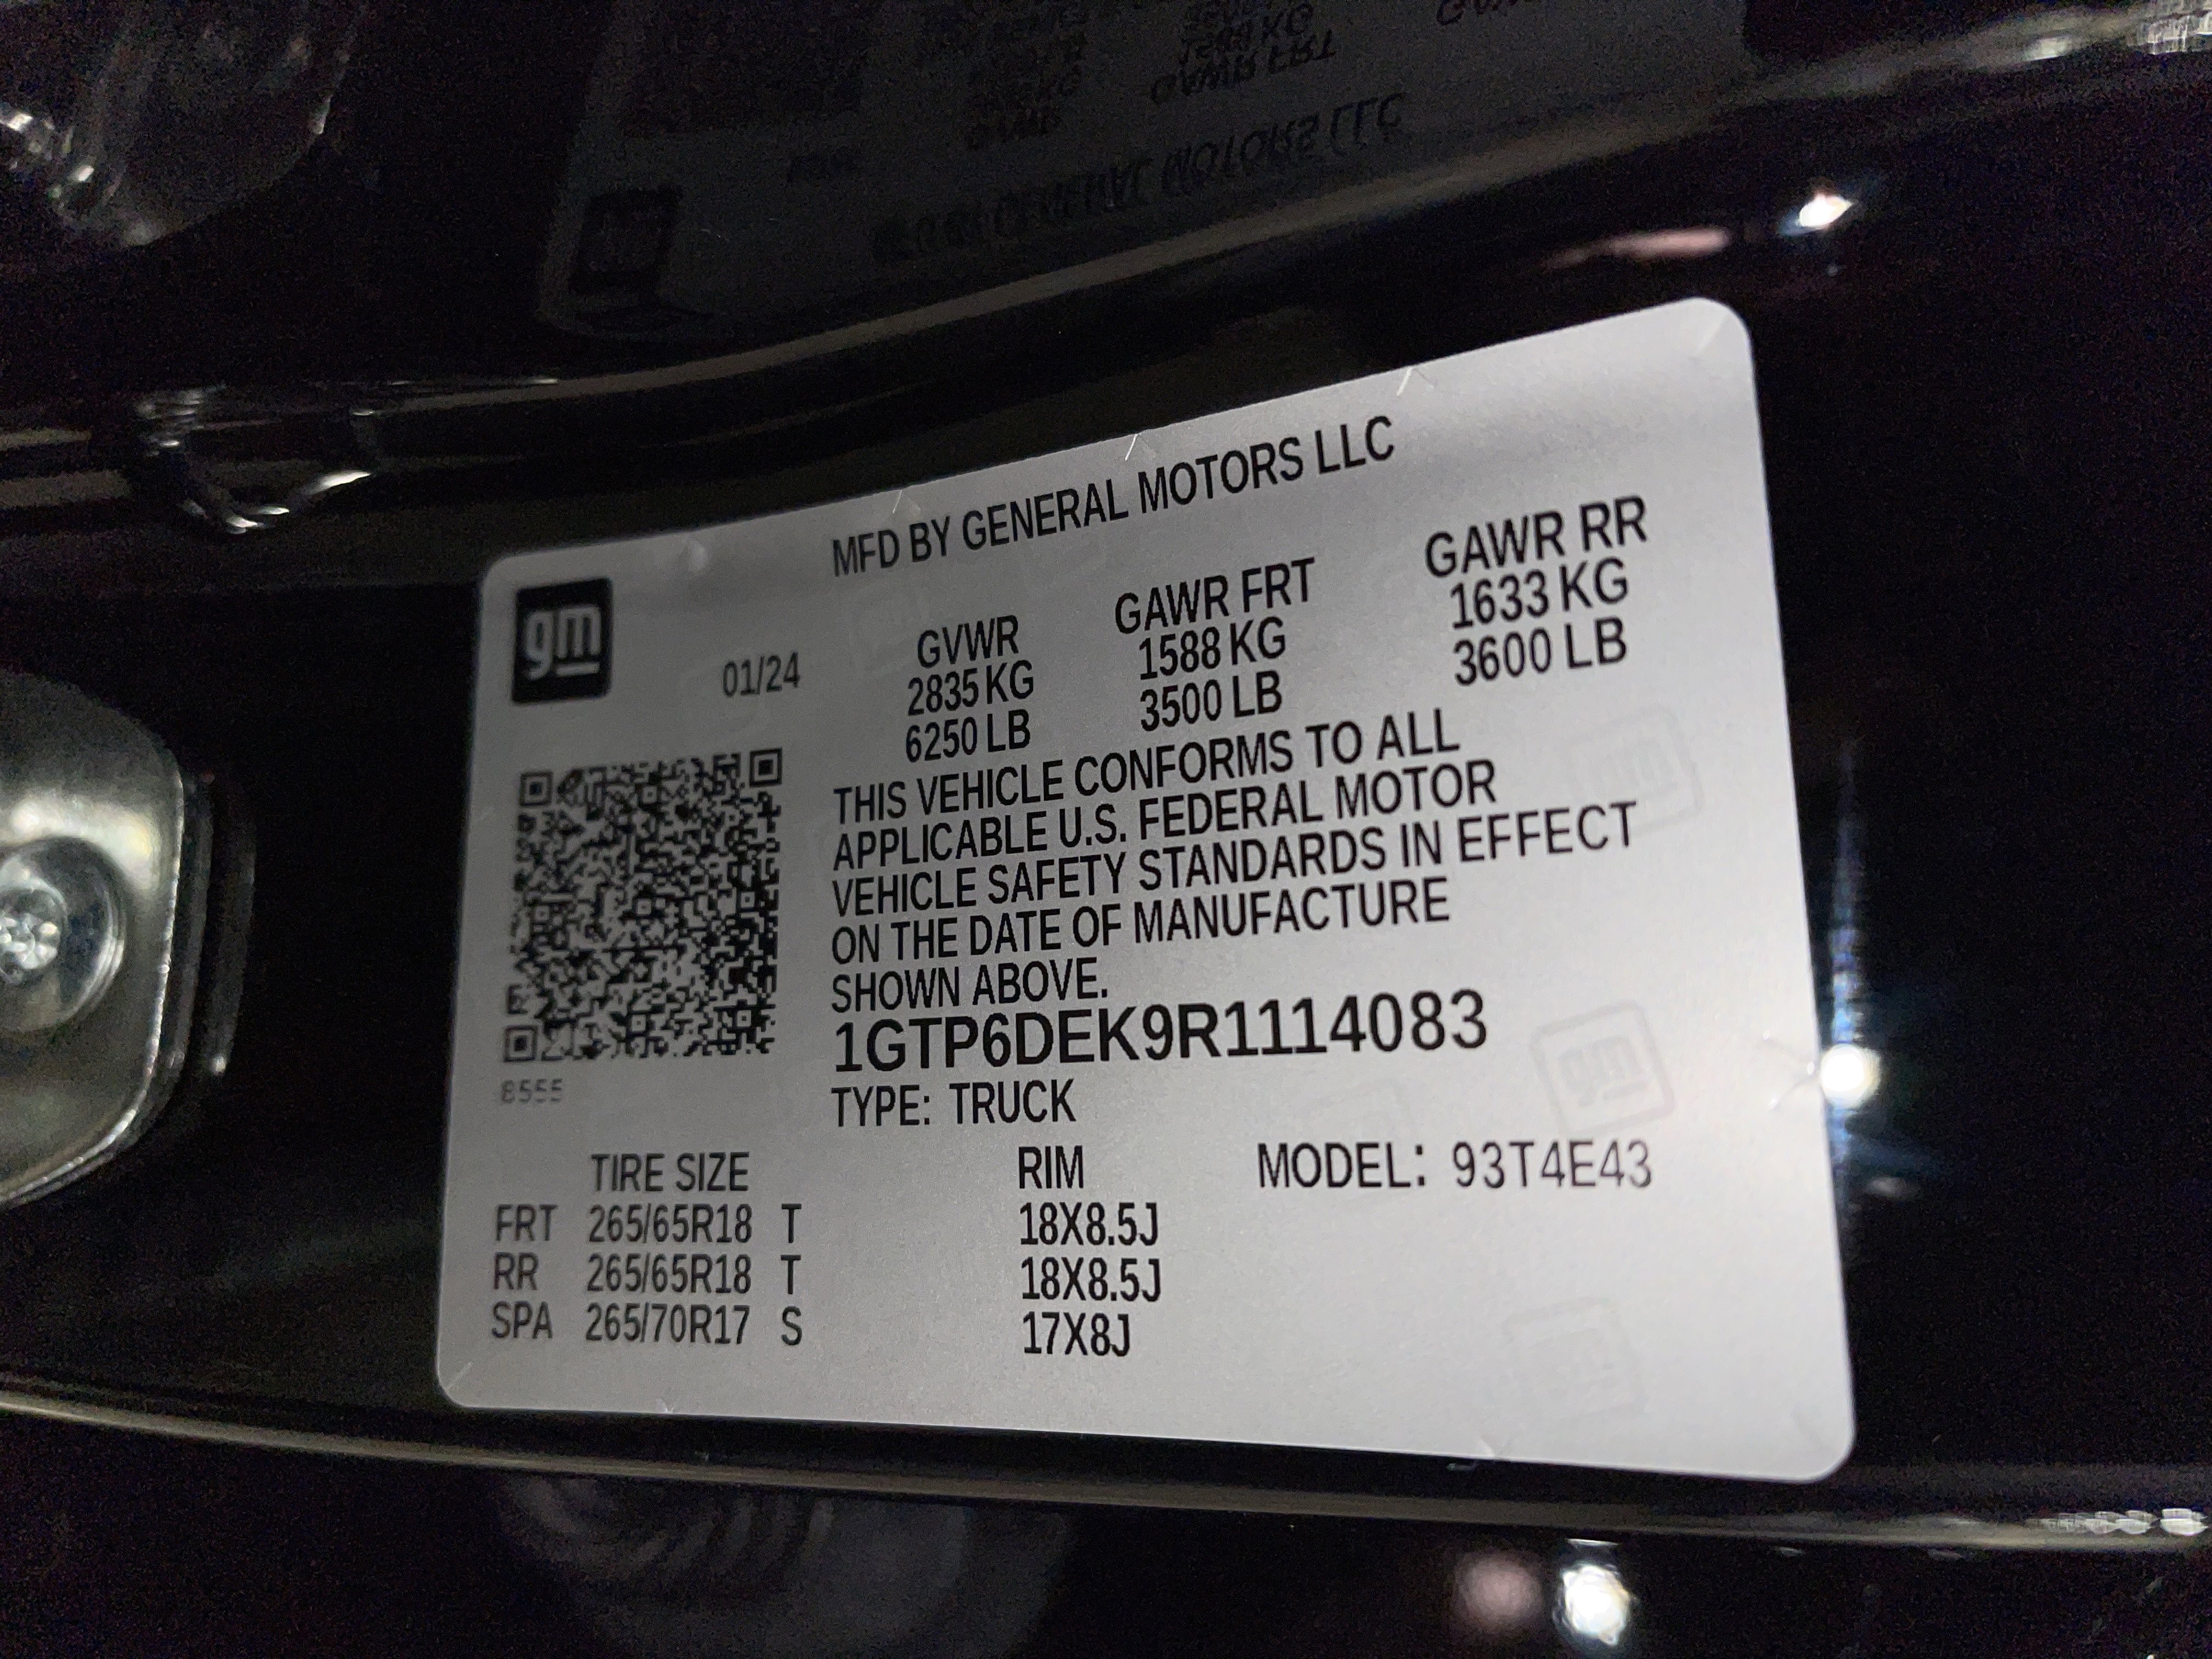 MFD BY GENERAL MOTORS LLC
gm
01/24
GVWR GAWR FRT GAWR RR
2835 KG 1588 KG 1633 KG
6250 LB 3500 LB 3600 LB
THIS VEHICLE CONFORMS TO ALL
APPLICABLE U.S. FEDERAL MOTOR
VEHICLE SAFETY STANDARDS IN EFFECT
ON THE DATE OF MANUFACTURE
SHOWN ABOVE.
1GTP6DEK9R1114083
8555
TYPE: TRUCK
TIRE SIZE RIM MODEL: 93T4E43
FRT 265/65R18 T 18X8.5J
RR 265/65R18 T 18X8.5J
SPA 265/70R17 S 17X8J